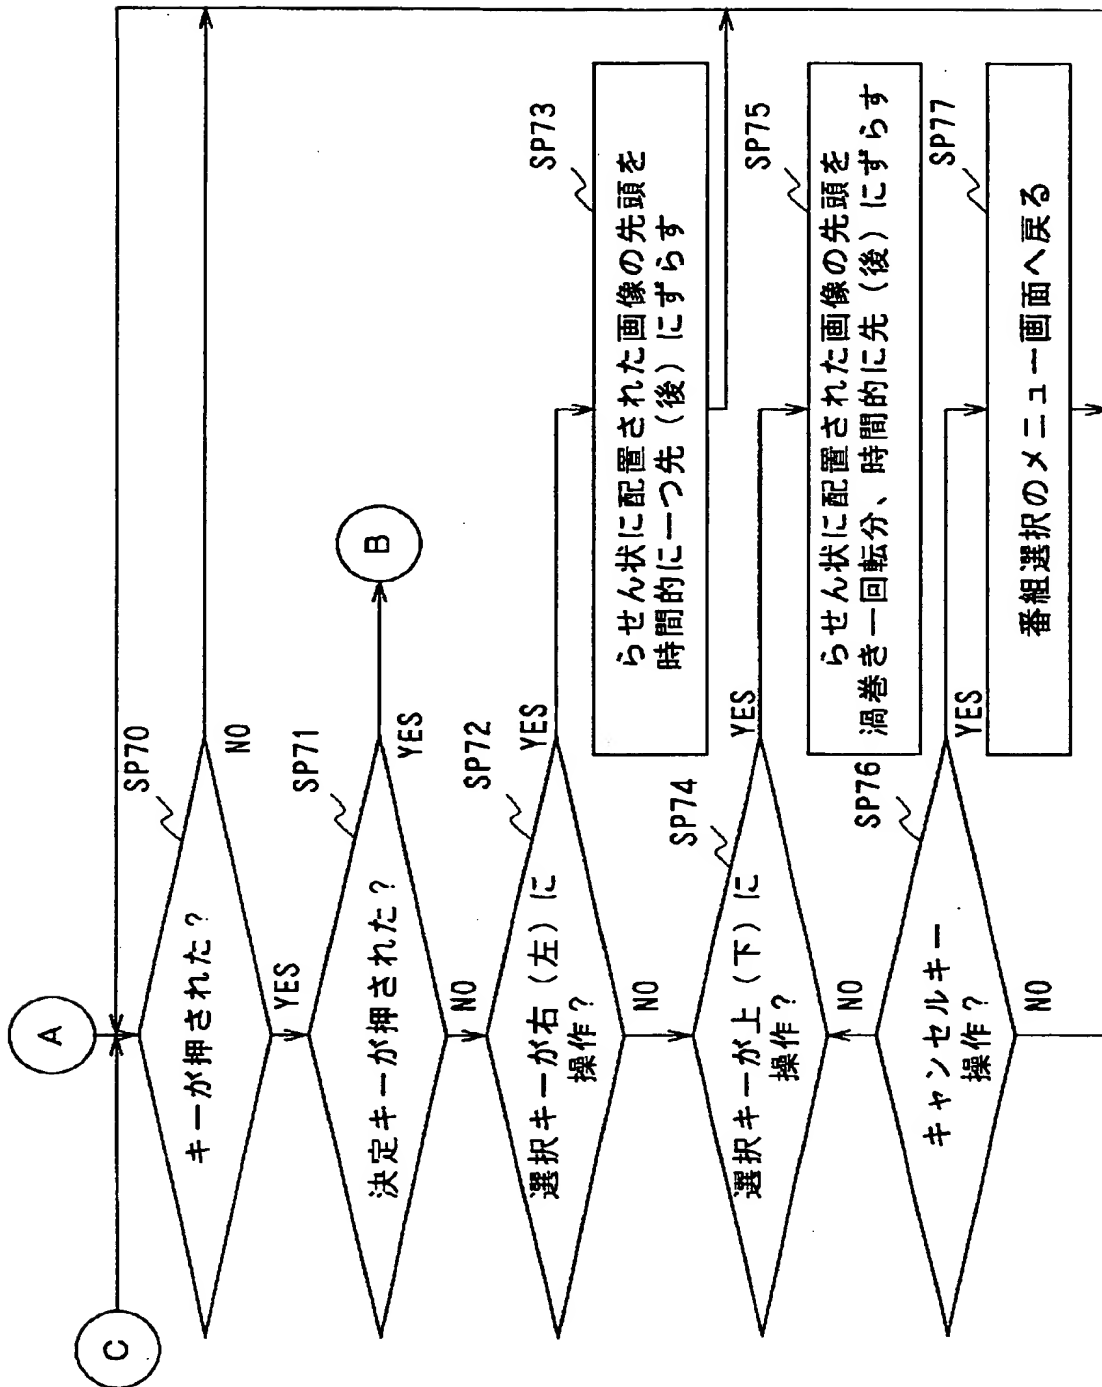 A
C
SP70
キーが押された？
NO
YES
SP71
決定キーが押された？
YES
B
NO
SP72
選択キーが右（左）に
操作？
YES
NO
SP73
らせん状に配置された画像の先頭を
時間的に一つ先（後）にずらす
SP74
選択キーが上（下）に
操作？
YES
NO
SP75
らせん状に配置された画像の先頭を
渦巻き一回転分、時間的に先（後）にずらす
SP76
キャンセルキー
操作？
YES
NO
SP77
番組選択のメニュー画面へ戻る